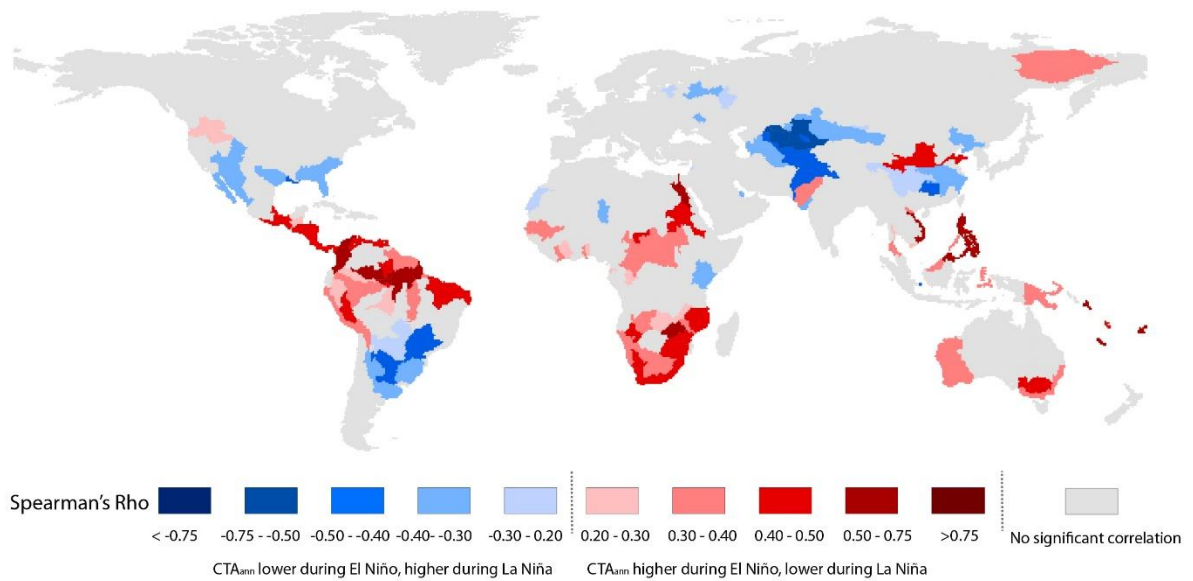 Spearman's Rho
< -0.75 -0.75 - -0.50 -0.50 - -0.40 -0.40- -0.30 -0.30 - 0.20 0.20 - 0.30 0.30 - 0.40 0.40 - 0.50 0.50 - 0.75 >0.75 No significant correlation
CTAann lower during El Niño, higher during La Niña CTAann higher during El Niño, lower during La Niña